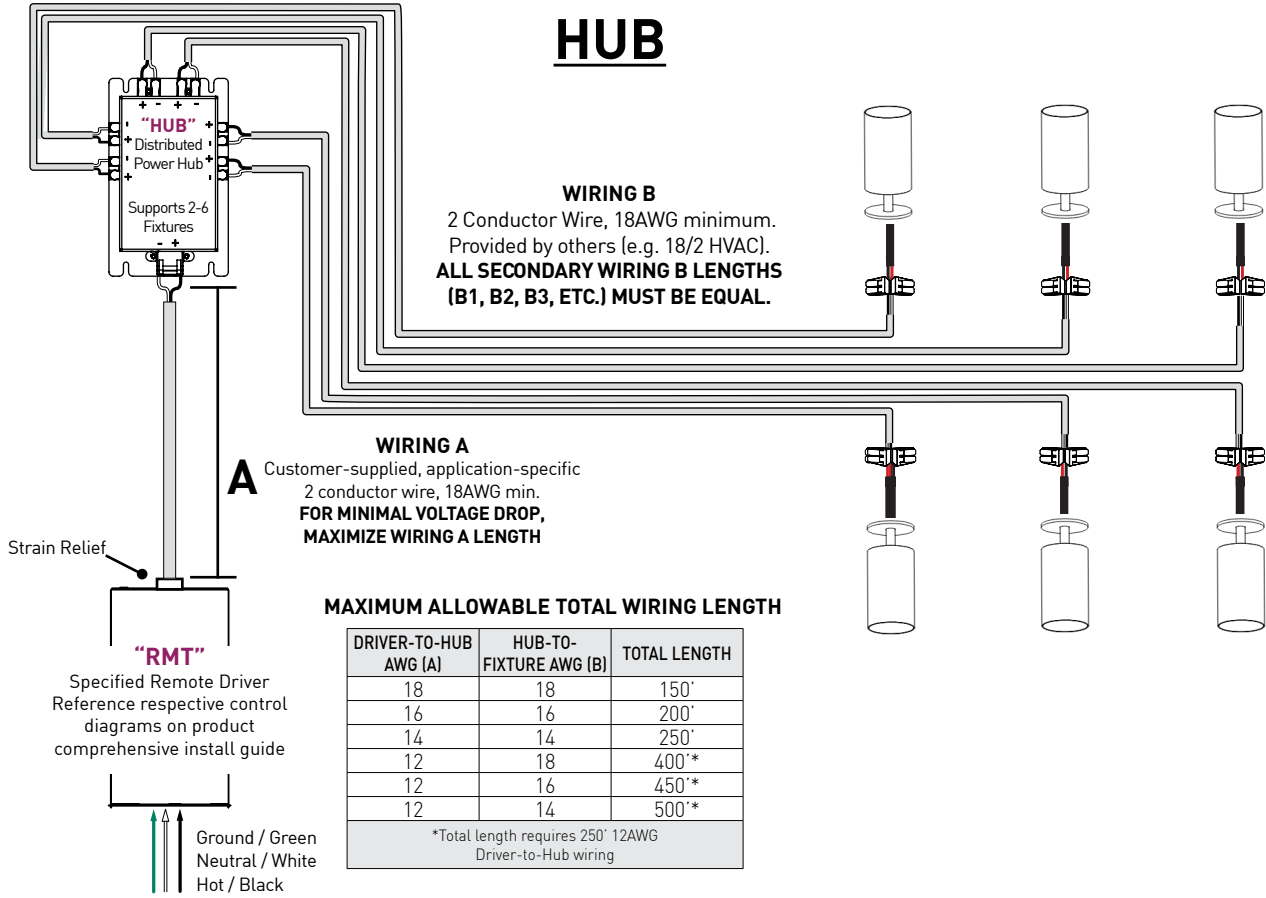 HUB
+ - + -
"HUB"
Distributed
Power Hub
Supports 2-6
Fixtures
- +
-
+
-
+
+
-
+
-
WIRING B
2 Conductor Wire, 18AWG minimum.
Provided by others (e.g. 18/2 HVAC).
ALL SECONDARY WIRING B LENGTHS
(B1, B2, B3, ETC.) MUST BE EQUAL.
A
WIRING A
Customer-supplied, application-specific
2 conductor wire, 18AWG min.
FOR MINIMAL VOLTAGE DROP,
MAXIMIZE WIRING A LENGTH
Strain Relief
"RMT"
Specified Remote Driver
Reference respective control
diagrams on product
comprehensive install guide
Ground / Green
Neutral / White
Hot / Black
MAXIMUM ALLOWABLE TOTAL WIRING LENGTH
DRIVER-TO-HUB AWG (A) HUB-TO-FIXTURE AWG (B) TOTAL LENGTH
18 18 150'
16 16 200'
14 14 250'
12 18 400'*
12 16 450'*
12 14 500'*
*Total length requires 250' 12AWG
Driver-to-Hub wiring